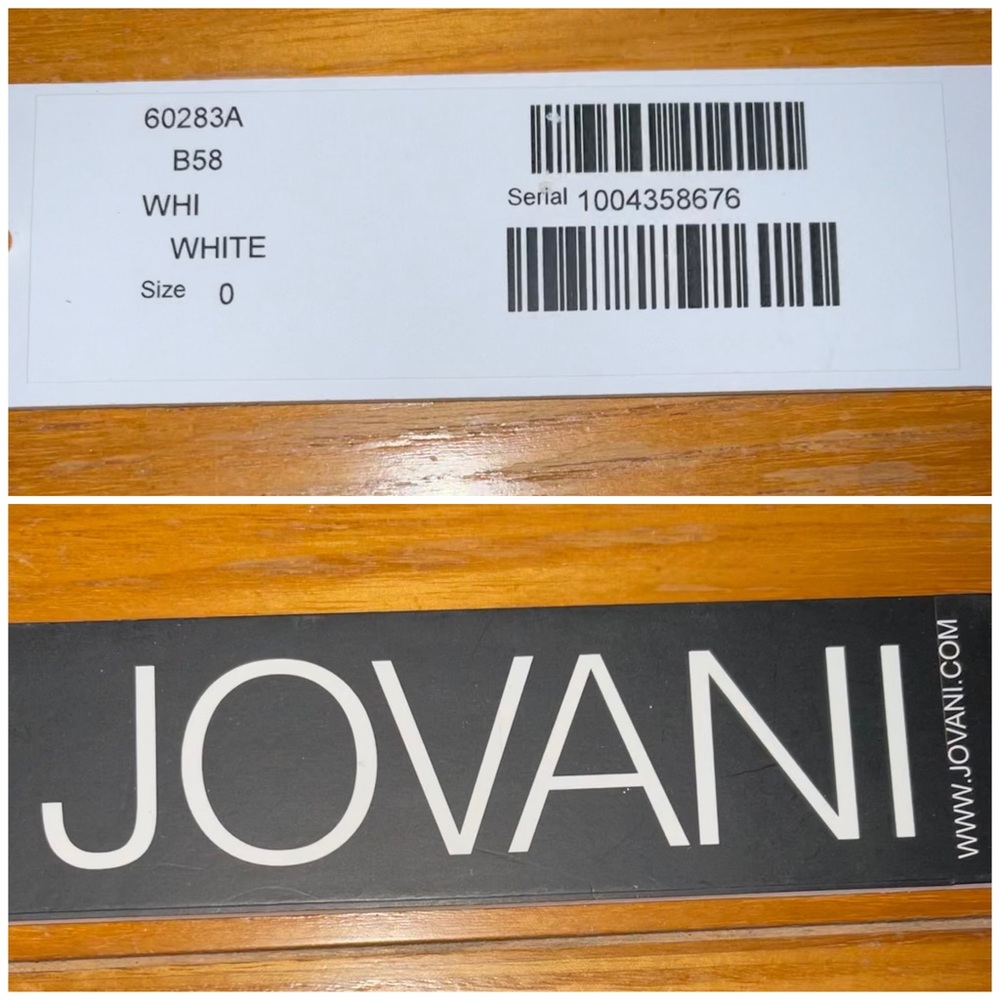 60283A
B58
WHI
WHITE
Size 0
Serial 1004358676
JOVANI
WWW.JOVANI.COM